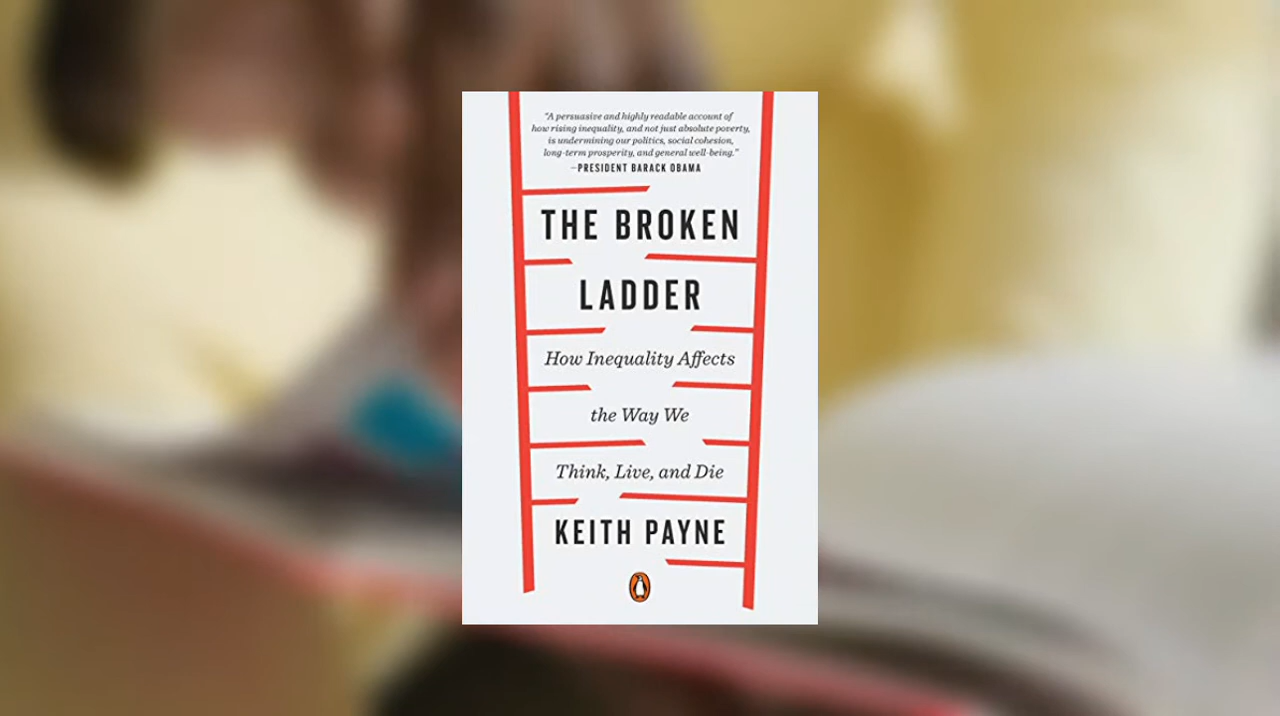 "A persuasive and highly readable account of
how rising inequality, and not just absolute poverty,
is undermining our politics, social cohesion,
long-term prosperity, and general well-being."
—PRESIDENT BARACK OBAMA
THE BROKEN
LADDER
How Inequality Affects
the Way We
Think, Live, and Die
KEITH PAYNE